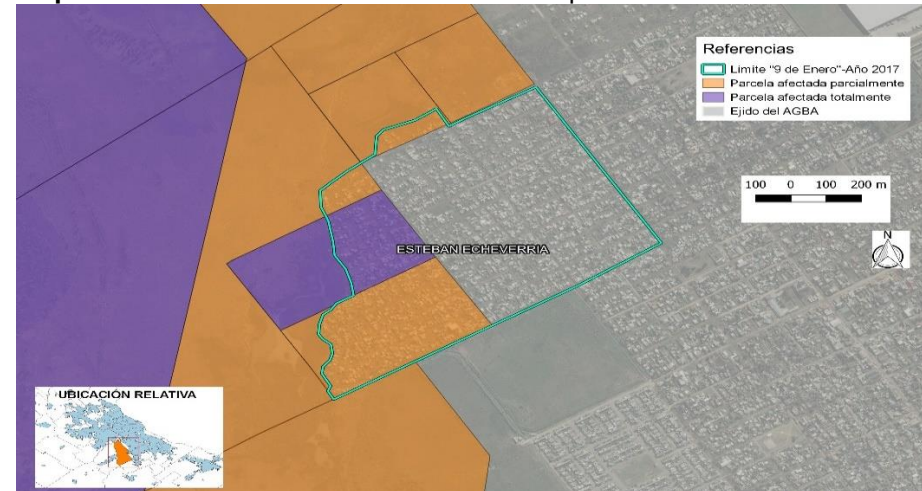 Referencias
Limite "9 de Enero"-Año 2017
Parcela afectada parcialmente
Parcela afectada totalmente
Ejido del AGBA
100 0 100 200 m
N
ESTEBAN ECHEVERRIA
UBICACIÓN RELATIVA